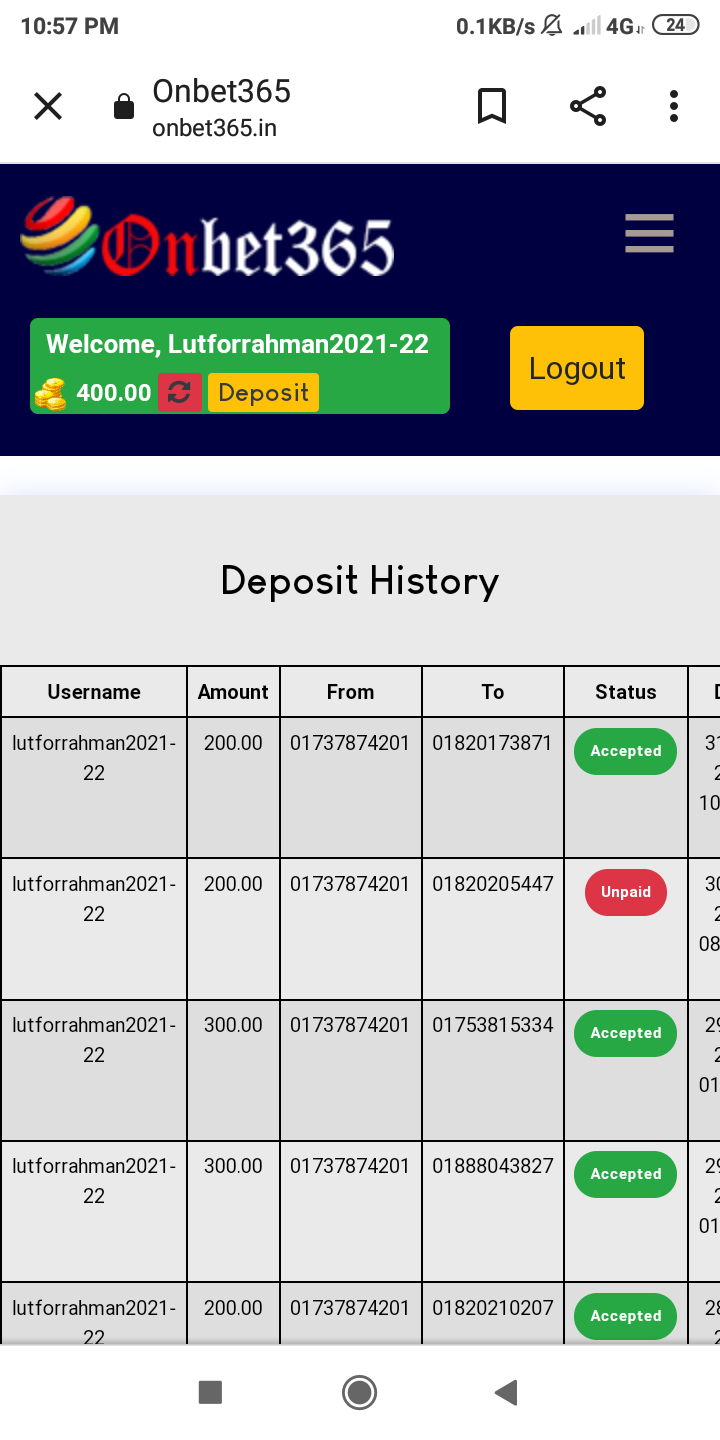 10:57 PM 0.1KB/s 4G 24
Onbet365
onbet365.in
Onbet365
Welcome, Lutforrahman2021-22
400.00 Deposit
Logout
Deposit History
Username Amount From To Status D
lutforrahman2021-22 200.00 01737874201 01820173871 Accepted 31
2
10
lutforrahman2021-22 200.00 01737874201 01820205447 Unpaid 30
2
08
lutforrahman2021-22 300.00 01737874201 01753815334 Accepted 29
2
01
lutforrahman2021-22 300.00 01737874201 01888043827 Accepted 29
2
01
lutforrahman2021-22 200.00 01737874201 01820210207 Accepted 28
2